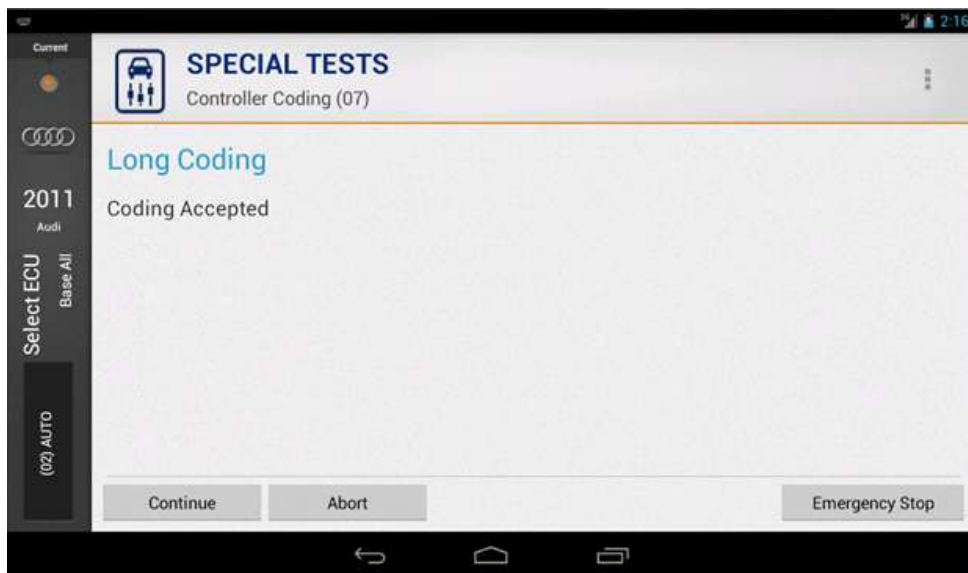 2:16
Current
SPECIAL TESTS
Controller Coding (07)
2011
Audi
Select ECU
Base All
(02) AUTO
Long Coding
Coding Accepted
Continue
Abort
Emergency Stop